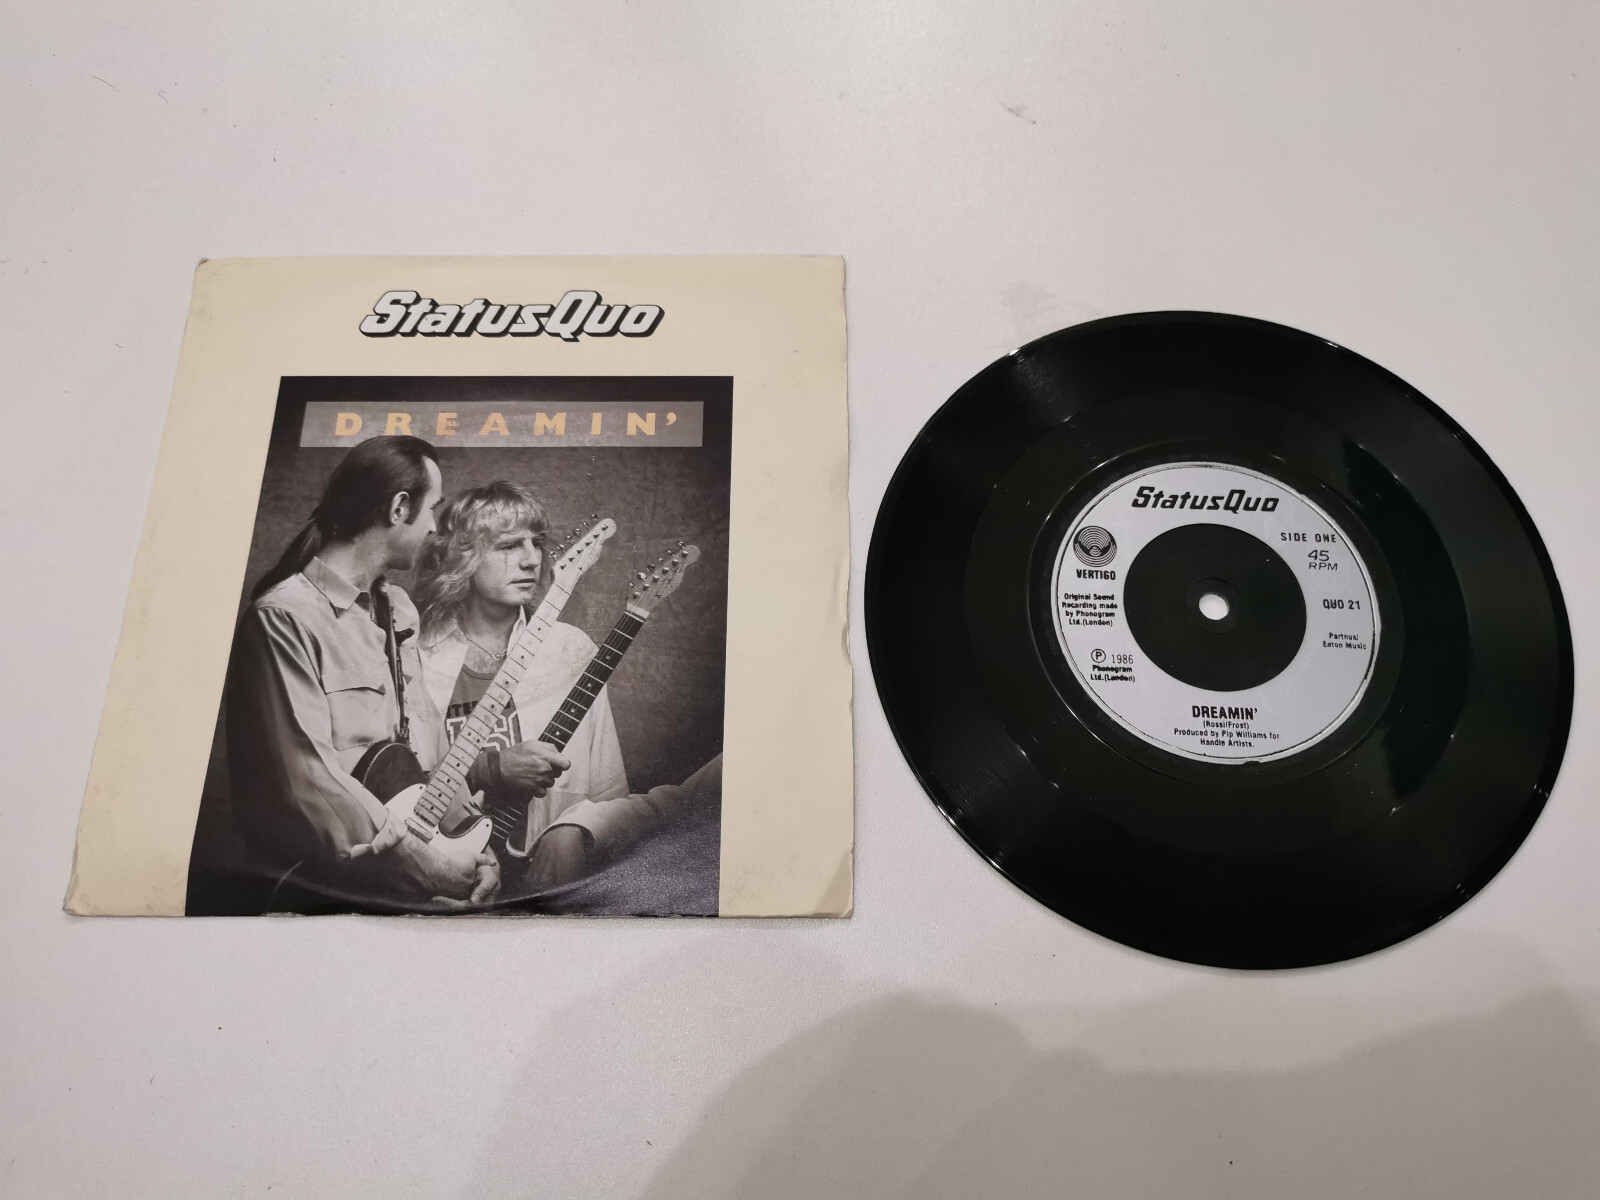 StatusQuo
DREAMIN'
StatusQuo
SIDE ONE
45
RPM
VERTIGO
QUO 21
Original Sound
Recording made
by Phonogram
Ltd.(London)
Partnus/
Eaton Music
℗ 1986
Phonogram
Ltd.(London)
DREAMIN'
(Rossi/Frost)
Produced by Pip Williams for
Handle Artists.